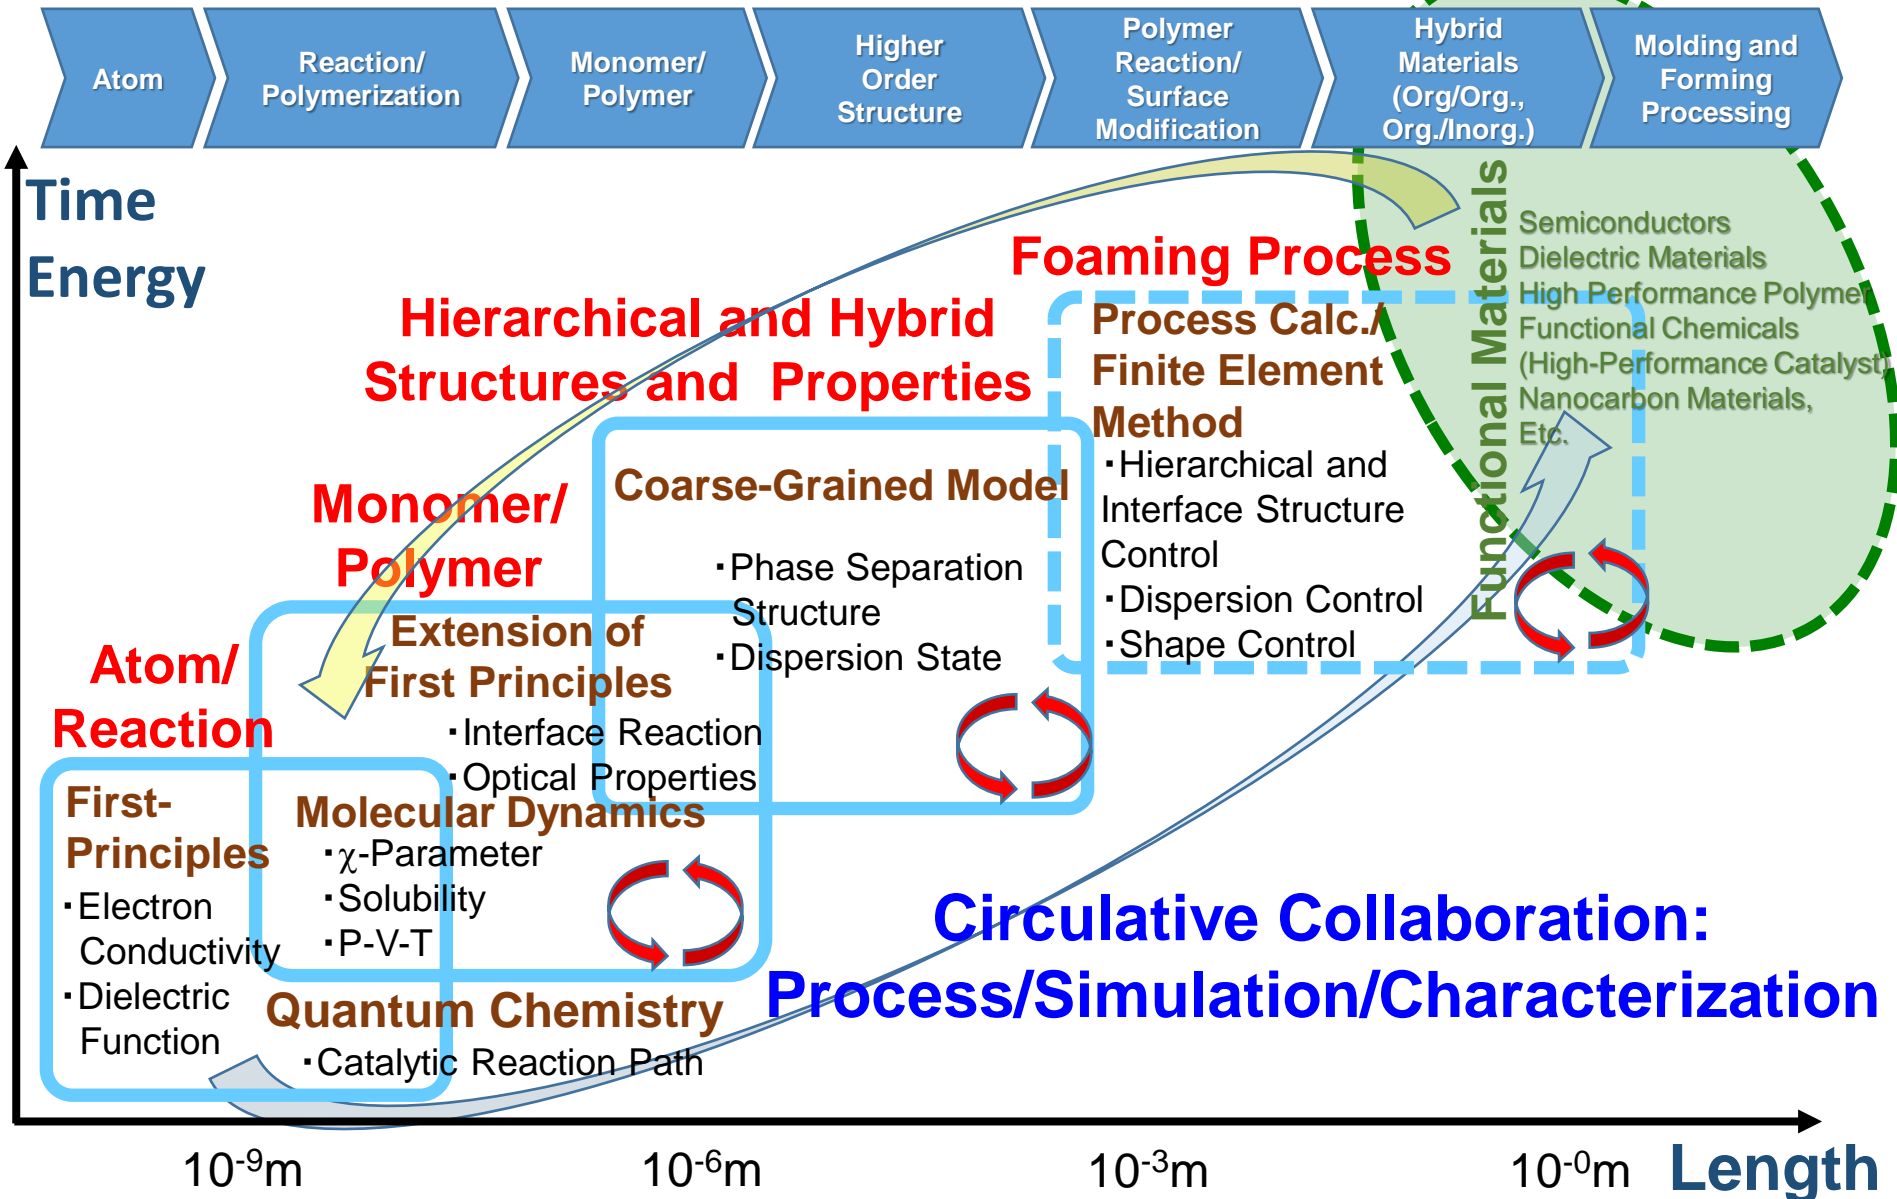 Atom
Reaction/
Polymerization
Monomer/
Polymer
Higher
Order
Structure
Polymer
Reaction/
Surface
Modification
Hybrid
Materials
(Org/Org.,
Org./Inorg.)
Molding and
Forming
Processing
Time
Energy
Functional Materials
Semiconductors
Dielectric Materials
High Performance Polymer
Functional Chemicals
(High-Performance Catalyst)
Nanocarbon Materials,
Etc.
Foaming Process
Process Calc./
Finite Element
Method
・Hierarchical and
Interface Structure
Control
・Dispersion Control
・Shape Control
Hierarchical and Hybrid
Structures and Properties
Coarse-Grained Model
・Phase Separation
Structure
・Dispersion State
Monomer/
Polymer
Extension of
First Principles
・Interface Reaction
・Optical Properties
Molecular Dynamics
・χ-Parameter
・Solubility
・P-V-T
Atom/
Reaction
First-
Principles
・Electron
Conductivity
・Dielectric
Function
Quantum Chemistry
・Catalytic Reaction Path
Circulative Collaboration:
Process/Simulation/Characterization
10⁻⁹m
10⁻⁶m
10⁻³m
10⁻⁰m
Length